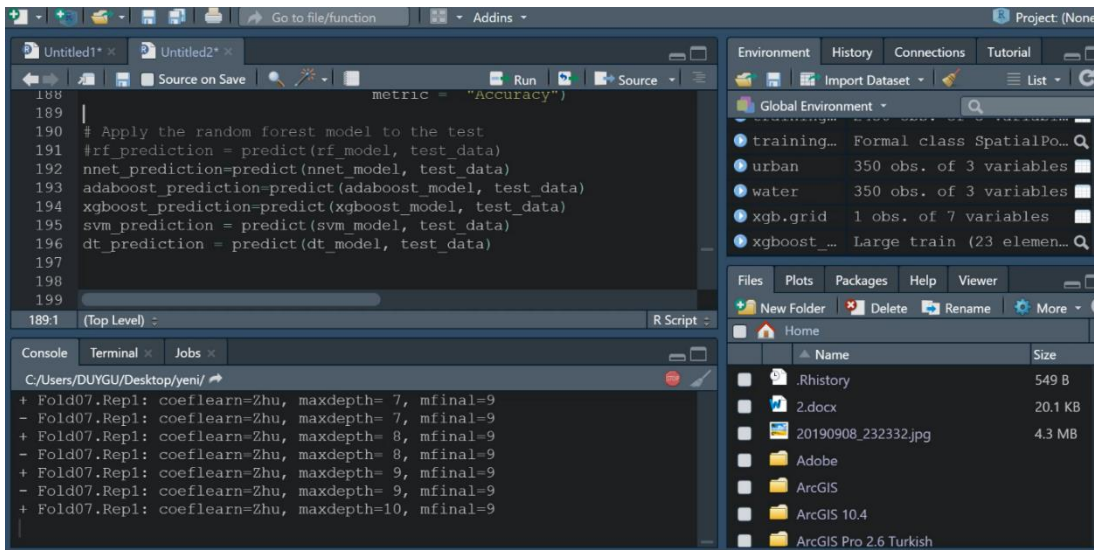 Go to file/function
Addins
Project: (None
Untitled1*
Untitled2*
Source on Save
Run
Source
188 metric = "Accuracy")
189
190 # Apply the random forest model to the test
191 #rf_prediction = predict(rf_model, test_data)
192 nnet_prediction=predict(nnet_model, test_data)
193 adaboost_prediction=predict(adaboost_model, test_data)
194 xgboost_prediction=predict(xgboost_model, test_data)
195 svm_prediction = predict(svm_model, test_data)
196 dt_prediction = predict(dt_model, test_data)
197
198
199
189:1 (Top Level) R Script
Console Terminal Jobs
C:/Users/DUYGU/Desktop/yeni/
+ Fold07.Rep1: coeflearn=Zhu, maxdepth= 7, mfinal=9
- Fold07.Rep1: coeflearn=Zhu, maxdepth= 7, mfinal=9
+ Fold07.Rep1: coeflearn=Zhu, maxdepth= 8, mfinal=9
- Fold07.Rep1: coeflearn=Zhu, maxdepth= 8, mfinal=9
+ Fold07.Rep1: coeflearn=Zhu, maxdepth= 9, mfinal=9
- Fold07.Rep1: coeflearn=Zhu, maxdepth= 9, mfinal=9
+ Fold07.Rep1: coeflearn=Zhu, maxdepth=10, mfinal=9
Environment History Connections Tutorial
Import Dataset List
Global Environment
training… Formal class SpatialPo…
urban 350 obs. of 3 variables
water 350 obs. of 3 variables
xgb.grid 1 obs. of 7 variables
xgboost_… Large train (23 elemen…
Files Plots Packages Help Viewer
New Folder Delete Rename More
Home
Name Size
.Rhistory 549 B
2.docx 20.1 KB
20190908_232332.jpg 4.3 MB
Adobe
ArcGIS
ArcGIS 10.4
ArcGIS Pro 2.6 Turkish